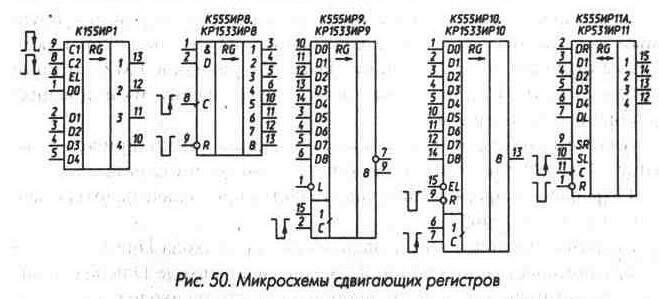 К155ИР1
К555ИР8,
КР1533ИР8
К555ИР9,
КР1533ИР9
К555ИР10,
КР1533ИР10
К555ИР11А,
КР531ИР11
9 C1 RG
8 C2 1 13
6 EL
1 D0 2 12
2 D1 3 11
3 D2
4 D3 4 10
5 D4
1 & RG 1 3
2 D 2 4
3 5
4 6
8 C 5 10
6 11
7 12
9 R 8 13
10 D0 RG
11 D1
12 D2
13 D3
14 D4
3 D5
4 D6
5 D7
6 D8 7
8 9
1 L
15 1
2 C
1 D0 RG
2 D1
3 D2
4 D3
5 D4
10 D5
11 D6
12 D7
14 D8 8 13
15 EL
9 R
6 1
7 C
2 DR RG
3 D1 1 15
4 D2 2 14
5 D3 3 13
6 D4 4 12
7 DL
9 SR
10 SL
11 C
1 R
Рис. 50. Микросхемы сдвигающих регистров